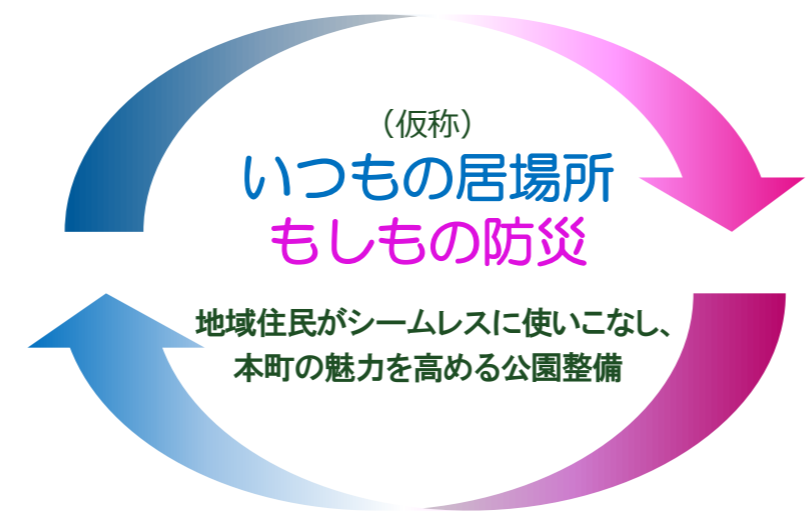 （仮称）
いつもの居場所
もしもの防災
地域住民がシームレスに使いこなし、
本町の魅力を高める公園整備